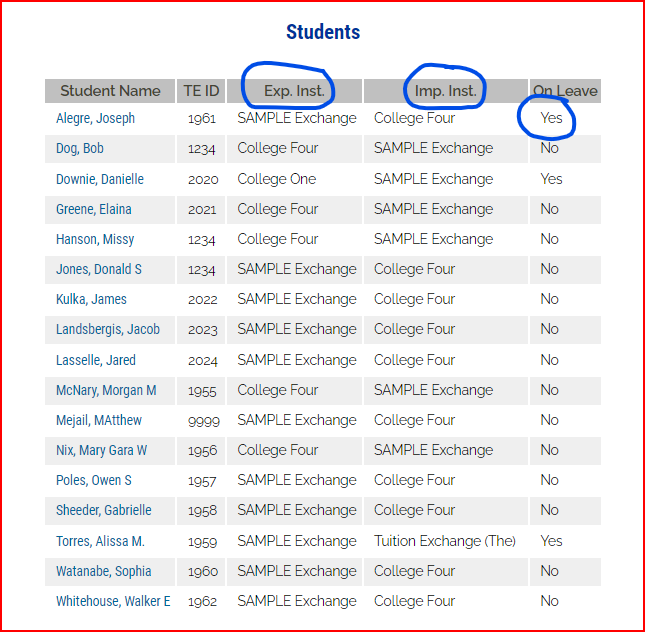 Students
Student Name TE ID Exp. Inst. Imp. Inst. On Leave
Alegre, Joseph 1961 SAMPLE Exchange College Four Yes
Dog, Bob 1234 College Four SAMPLE Exchange No
Downie, Danielle 2020 College One SAMPLE Exchange Yes
Greene, Elaina 2021 College Four SAMPLE Exchange No
Hanson, Missy 1234 College Four SAMPLE Exchange No
Jones, Donald S 1234 SAMPLE Exchange College Four No
Kulka, James 2022 SAMPLE Exchange College Four No
Landsbergis, Jacob 2023 SAMPLE Exchange College Four No
Lasselle, Jared 2024 SAMPLE Exchange College Four No
McNary, Morgan M 1955 College Four SAMPLE Exchange No
Mejail, MAtthew 9999 SAMPLE Exchange College Four No
Nix, Mary Gara W 1956 College Four SAMPLE Exchange No
Poles, Owen S 1957 SAMPLE Exchange College Four No
Sheeder, Gabrielle 1958 SAMPLE Exchange College Four No
Torres, Alissa M. 1959 SAMPLE Exchange Tuition Exchange (The) Yes
Watanabe, Sophia 1960 SAMPLE Exchange College Four No
Whitehouse, Walker E 1962 SAMPLE Exchange College Four No